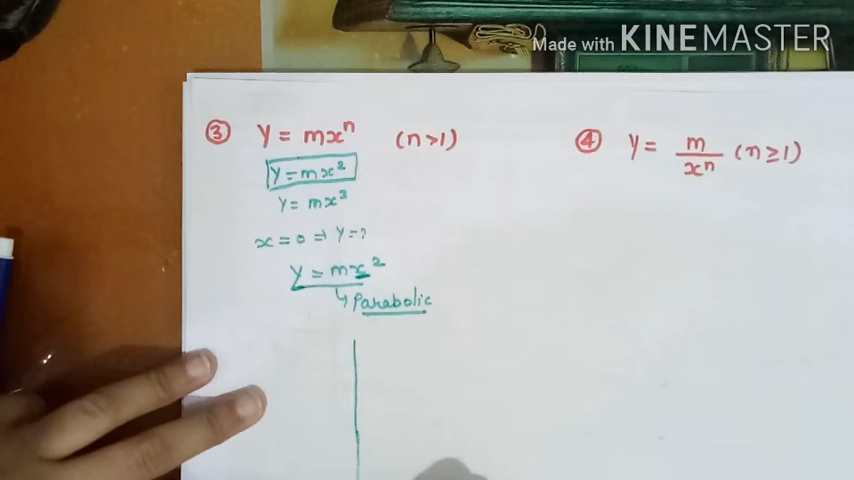 Made with KINEMASTER
③ y = mxⁿ (n>1)
y = mx²
y = mx³
x = 0 ⇒ y = ?
y = mx²
↳ Parabolic
④ y = m/xⁿ (n ≥ 1)